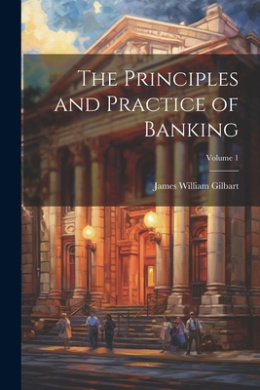 The Principles
and Practice of
Banking
Volume 1
James William Gilbart